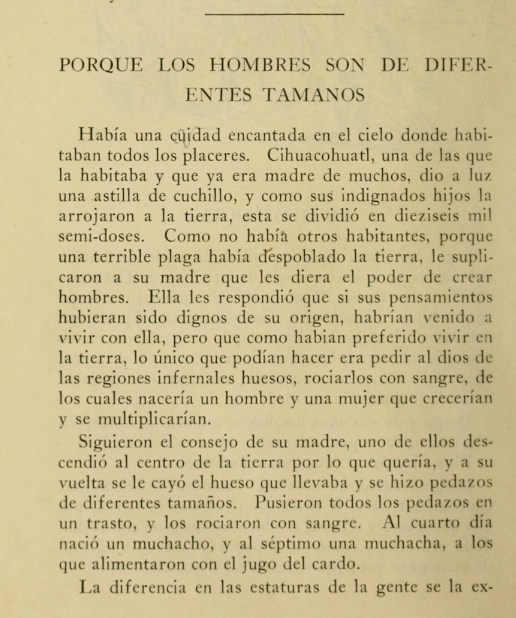 PORQUE LOS HOMBRES SON DE DIFER-
ENTES TAMANOS
Había una cüidad encantada en el cielo donde habi-
taban todos los placeres. Cihuacohuatl, una de las que
la habitaba y que ya era madre de muchos, dio a luz
una astilla de cuchillo, y como sus indignados hijos la
arrojaron a la tierra, esta se dividió en dieziseis mil
semi-doses. Como no había otros habitantes, porque
una terrible plaga había despoblado la tierra, le supli-
caron a su madre que les diera el poder de crear
hombres. Ella les respondió que si sus pensamientos
hubieran sido dignos de su origen, habrían venido a
vivir con ella, pero que como habian preferido vivir en
la tierra, lo único que podían hacer era pedir al dios de
las regiones infernales huesos, rociarlos con sangre, de
los cuales nacería un hombre y una mujer que crecerían
y se multiplicarían.
Siguieron el consejo de su madre, uno de ellos des-
cendió al centro de la tierra por lo que quería, y a su
vuelta se le cayó el hueso que llevaba y se hizo pedazos
de diferentes tamaños. Pusieron todos los pedazos en
un trasto, y los rociaron con sangre. Al cuarto día
nació un muchacho, y al séptimo una muchacha, a los
que alimentaron con el jugo del cardo.
La diferencia en las estaturas de la gente se la ex-